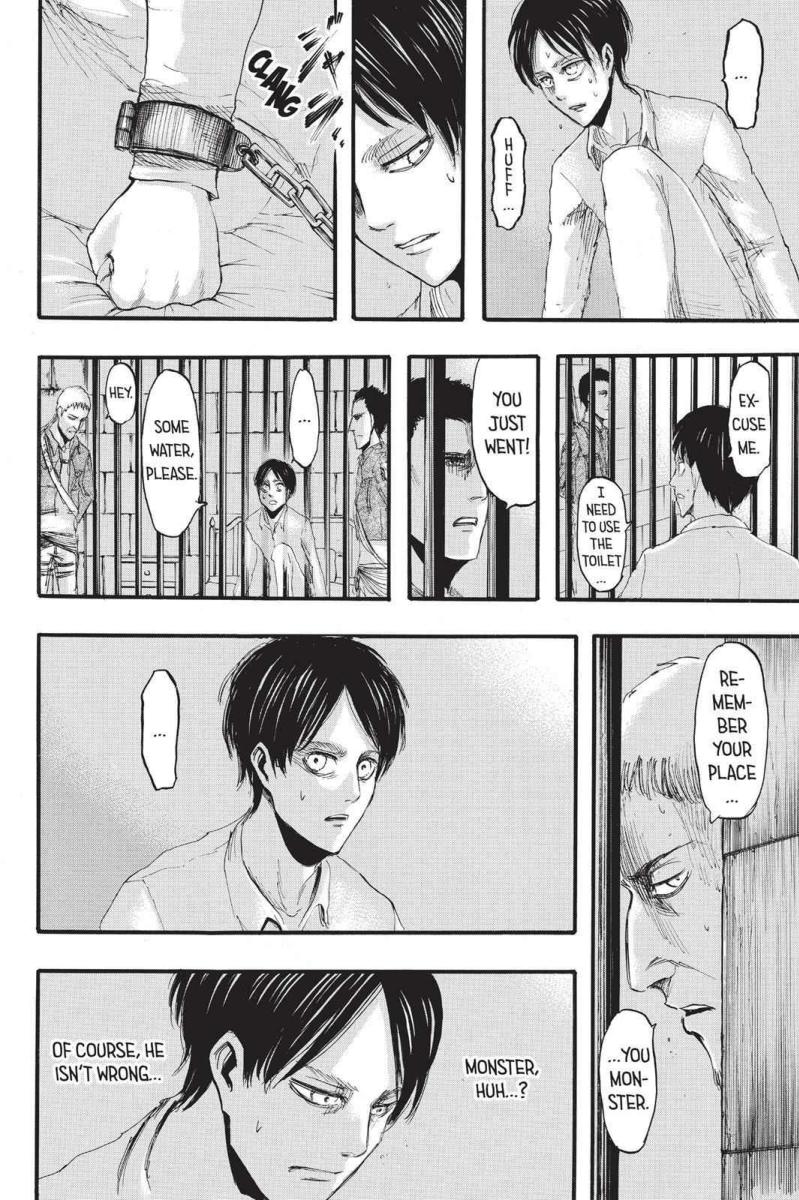 ...
HUFF
...
CLANG
EX-
CUSE
ME.
I
NEED
TO USE
THE
TOILET
...
YOU
JUST
WENT!
...
SOME
WATER,
PLEASE.
HEY.
RE-
MEM-
BER
YOUR
PLACE
...
...YOU
MON-
STER.
...
MONSTER,
HUH...?
OF COURSE, HE
ISN'T WRONG...